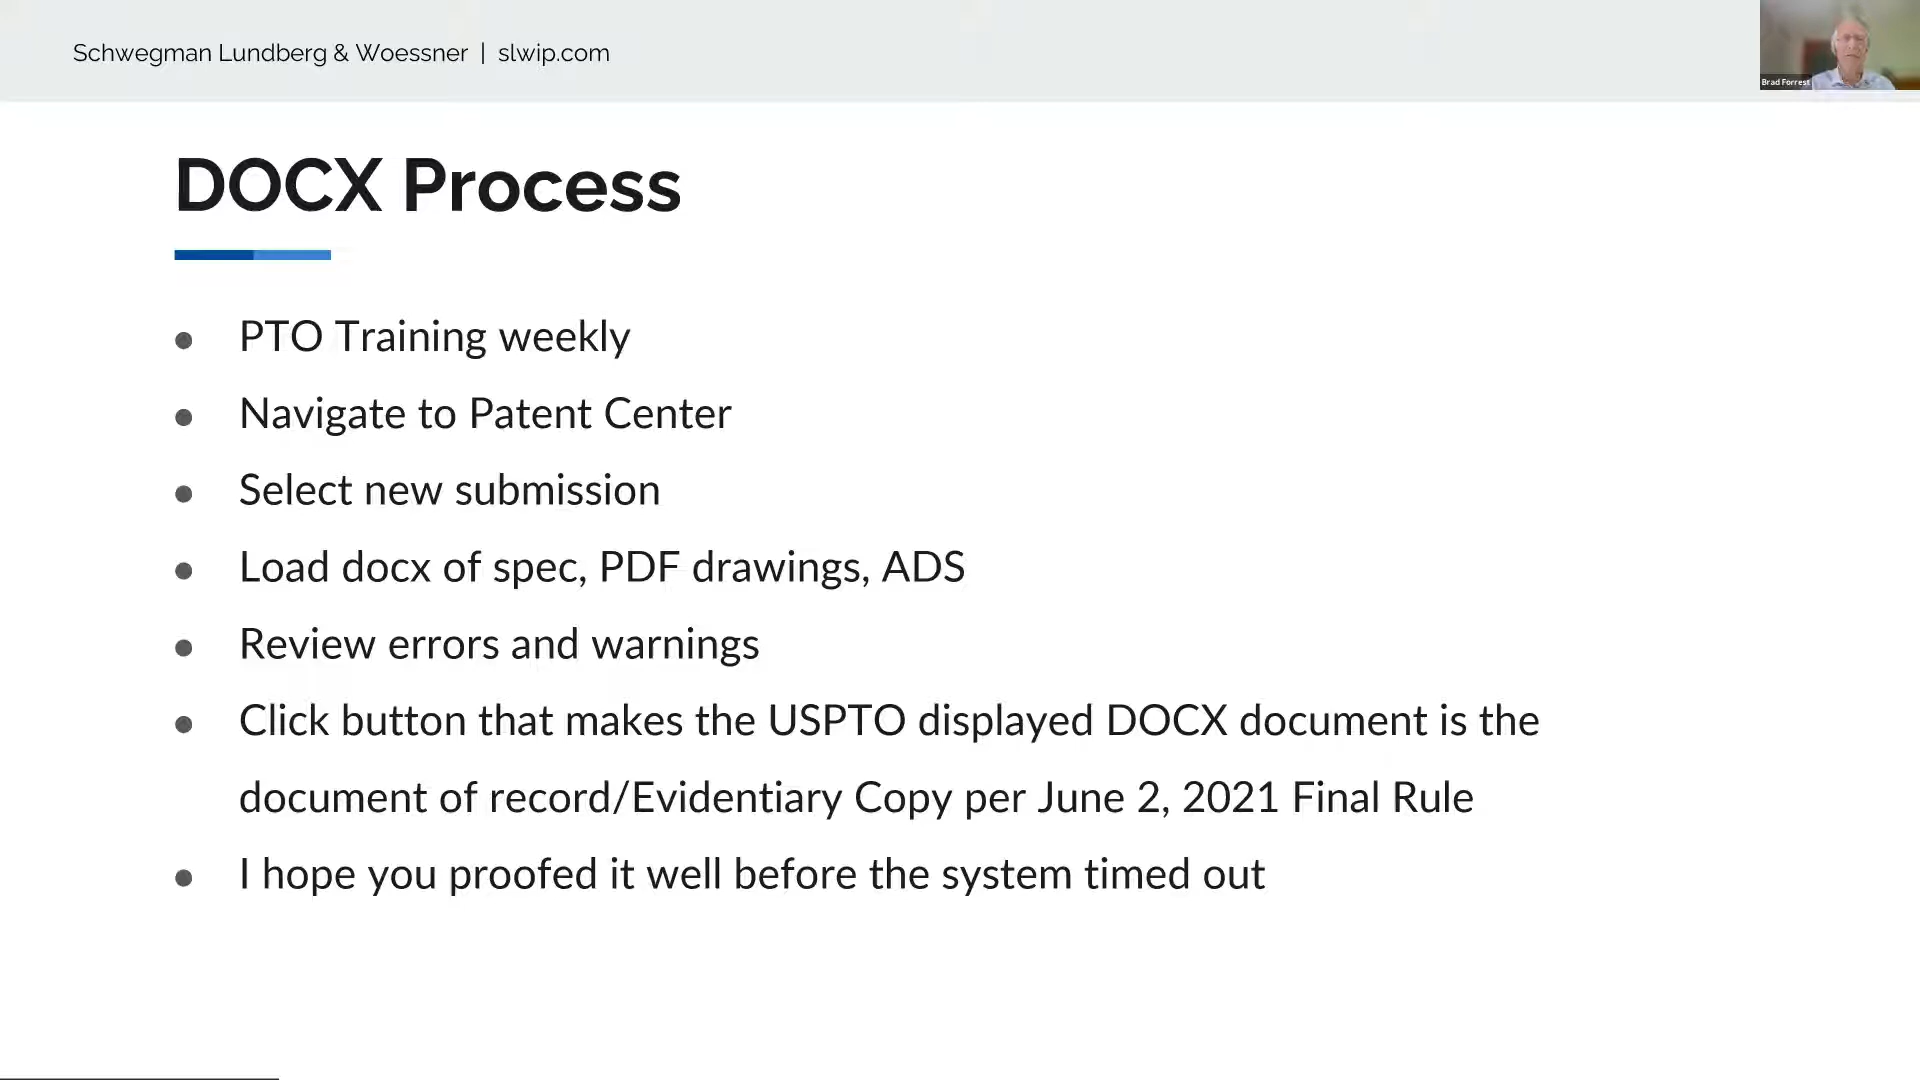 Schwegman Lundberg & Woessner | slwip.com
Brad Forrest
DOCX Process
● PTO Training weekly
● Navigate to Patent Center
● Select new submission
● Load docx of spec, PDF drawings, ADS
● Review errors and warnings
● Click button that makes the USPTO displayed DOCX document is the
document of record/Evidentiary Copy per June 2, 2021 Final Rule
● I hope you proofed it well before the system timed out